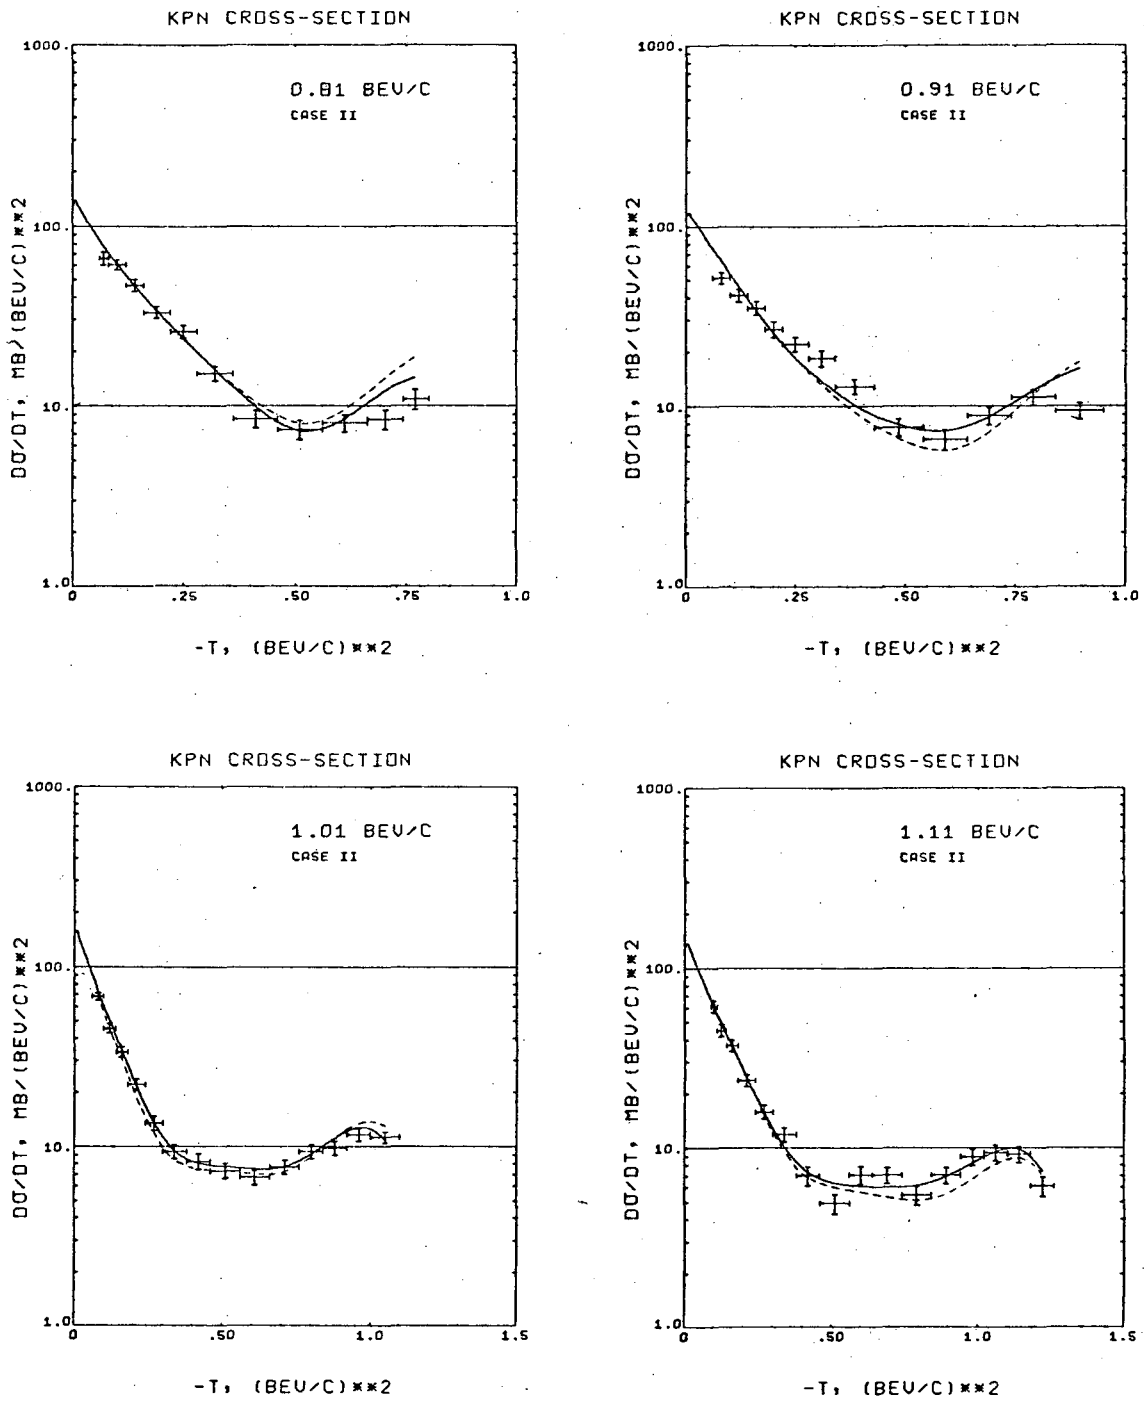 KPN CROSS-SECTION
0.81 BEV/C
CASE II
1000.
100.
10.
1.0
0 .25 .50 .75 1.0
Dσ/DT, MB/(BEV/C)**2
-T, (BEV/C)**2
KPN CROSS-SECTION
0.91 BEV/C
CASE II
1000.
100.
10.
1.0
0 .25 .50 .75 1.0
Dσ/DT, MB/(BEV/C)**2
-T, (BEV/C)**2
KPN CROSS-SECTION
1.01 BEV/C
CASE II
1000.
100.
10.
1.0
0 .50 1.0 1.5
Dσ/DT, MB/(BEV/C)**2
-T, (BEV/C)**2
KPN CROSS-SECTION
1.11 BEV/C
CASE II
1000.
100.
10.
1.0
0 .50 1.0 1.5
Dσ/DT, MB/(BEV/C)**2
-T, (BEV/C)**2